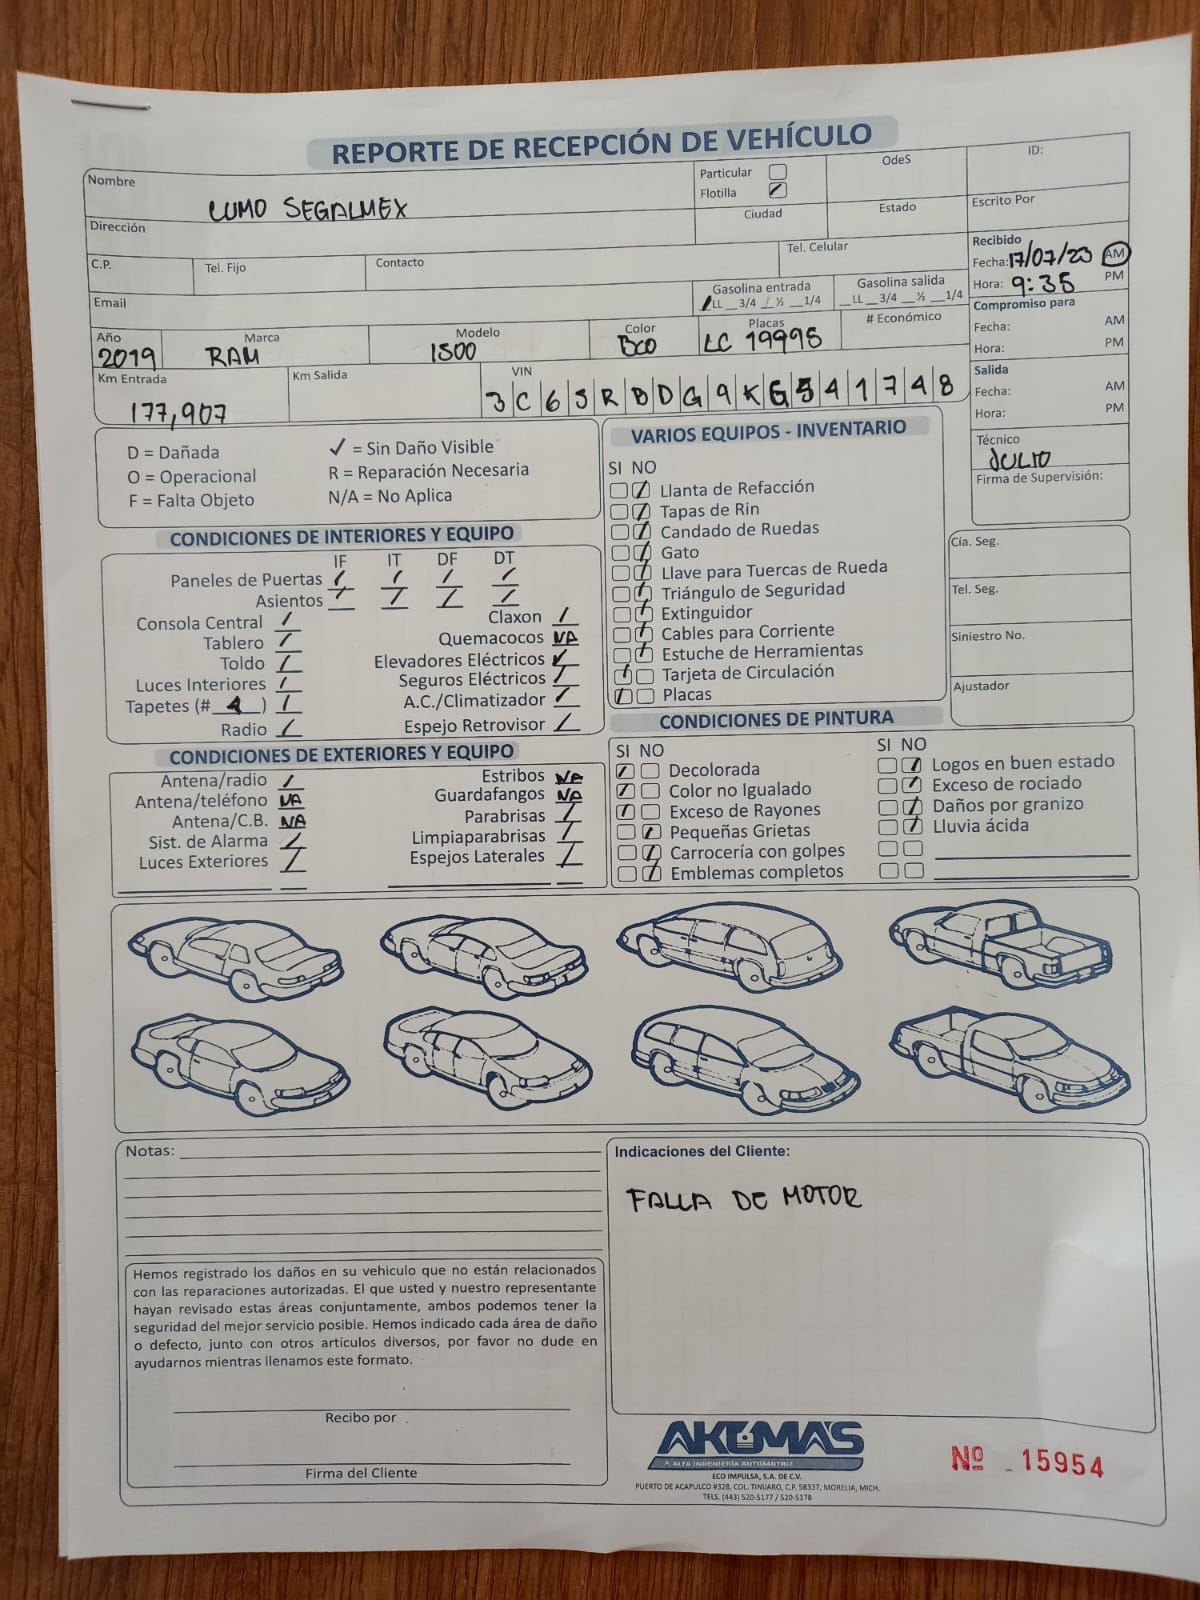 REPORTE DE RECEPCIÓN DE VEHÍCULO
Nombre LUMO SEGALMEX
Particular
Flotilla ✓
OdeS
ID:
Dirección
Ciudad
Estado
Escrito Por
C.P.
Tel. Fijo
Contacto
Tel. Celular
Recibido
Fecha: 17/07/23 AM
Hora: 9:35 PM
Email
Gasolina entrada
LL __3/4 __½ __1/4
Gasolina salida
__LL __3/4 __½ __1/4
Compromiso para
Fecha: AM
Hora: PM
Año 2019
Marca RAM
Modelo 1500
Color Bco
Placas LC 19995
# Económico
Km Entrada 177,907
Km Salida
VIN 3C6SRBDG9KG541748
Salida
Fecha: AM
Hora: PM
Técnico JULIO
Firma de Supervisión:
D = Dañada
O = Operacional
F = Falta Objeto
✓ = Sin Daño Visible
R = Reparación Necesaria
N/A = No Aplica
VARIOS EQUIPOS - INVENTARIO
SI NO
Llanta de Refacción
Tapas de Rin
Candado de Ruedas
Gato
Llave para Tuercas de Rueda
Triángulo de Seguridad
Extinguidor
Cables para Corriente
Estuche de Herramientas
Tarjeta de Circulación
Placas
Cía. Seg.
Tel. Seg.
Siniestro No.
Ajustador
CONDICIONES DE INTERIORES Y EQUIPO
IF IT DF DT
Paneles de Puertas
Asientos
Consola Central
Tablero
Toldo
Luces Interiores
Tapetes (# 4 )
Radio
Claxon
Quemacocos NA
Elevadores Eléctricos
Seguros Eléctricos
A.C./Climatizador
Espejo Retrovisor
CONDICIONES DE EXTERIORES Y EQUIPO
Antena/radio
Antena/teléfono NA
Antena/C.B. NA
Sist. de Alarma
Luces Exteriores
Estribos NA
Guardafangos NA
Parabrisas
Limpiaparabrisas
Espejos Laterales
CONDICIONES DE PINTURA
SI NO
Decolorada
Color no Igualado
Exceso de Rayones
Pequeñas Grietas
Carrocería con golpes
Emblemas completos
SI NO
Logos en buen estado
Exceso de rociado
Daños por granizo
Lluvia ácida
Notas:
Indicaciones del Cliente:
FALLA DE MOTOR
Hemos registrado los daños en su vehiculo que no están relacionados
con las reparaciones autorizadas. El que usted y nuestro representante
hayan revisado estas áreas conjuntamente, ambos podemos tener la
seguridad del mejor servicio posible. Hemos indicado cada área de daño
o defecto, junto con otros artículos diversos, por favor no dude en
ayudarnos mientras llenamos este formato.
Recibo por
Firma del Cliente
AKUMA'S
ALTA INGENIERÍA AUTOMOTRIZ
ECO IMPULSA, S.A. DE C.V.
PUERTO DE ACAPULCO #328, COL. TINIJARO, C.P. 58337, MORELIA, MICH.
TELS. (443) 520-5177 / 520-5178
Nº 15954